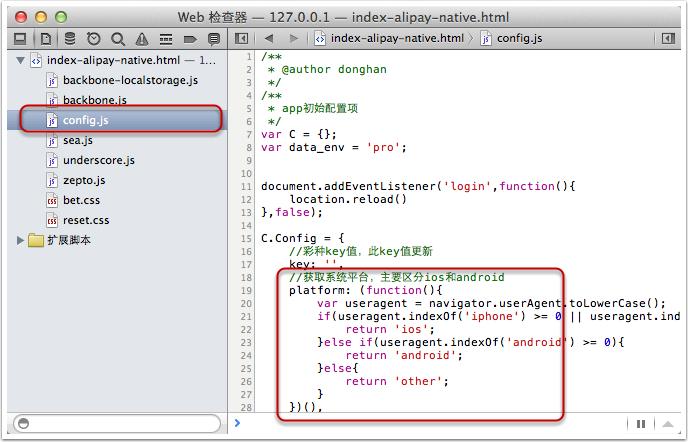 Web 检查器 — 127.0.0.1 — index-alipay-native.html
index-alipay-native.html — 1...
backbone-localstorage.js
backbone.js
config.js
sea.js
underscore.js
zepto.js
bet.css
reset.css
扩展脚本
index-alipay-native.html
config.js
1 /**
2 * @author donghan
3 */
4 /**
5 * app初始配置项
6 */
7 var C = {};
8 var data_env = 'pro';
9
10
11 document.addEventListener('login',function(){
12 location.reload()
13 },false);
14
15 C.Config = {
16 //彩种key值，此key值更新
17 key: '',
18 //获取系统平台，主要区分ios和android
19 platform: (function(){
20 var useragent = navigator.userAgent.toLowerCase();
21 if(useragent.indexOf('iphone') >= 0 || useragent.ind
22 return 'ios';
23 }else if(useragent.indexOf('android') >= 0){
24 return 'android';
25 }else{
26 return 'other';
27 }
28 })(),